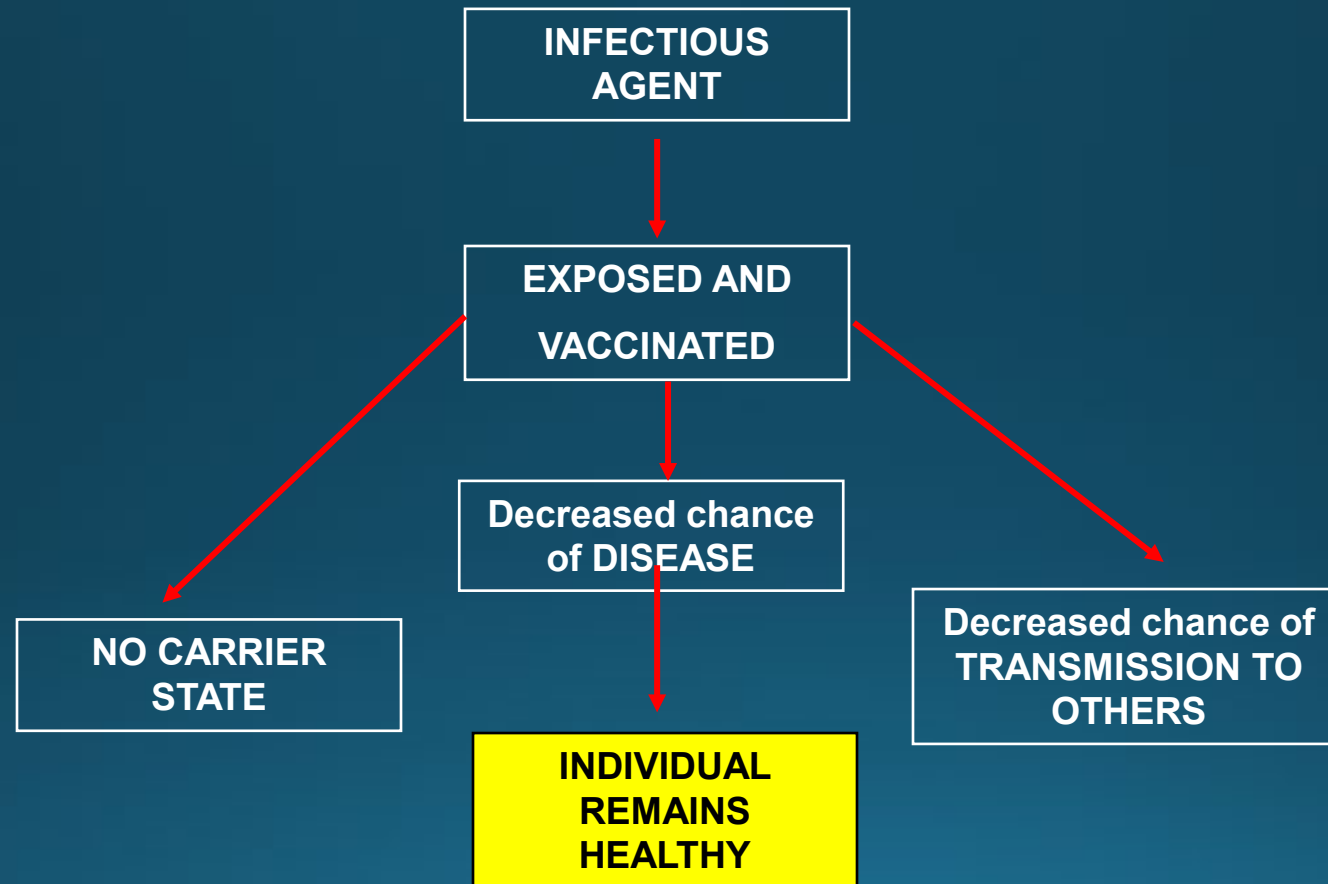 INFECTIOUS
AGENT
EXPOSED AND
VACCINATED
Decreased chance
of DISEASE
NO CARRIER
STATE
Decreased chance of
TRANSMISSION TO
OTHERS
INDIVIDUAL
REMAINS
HEALTHY